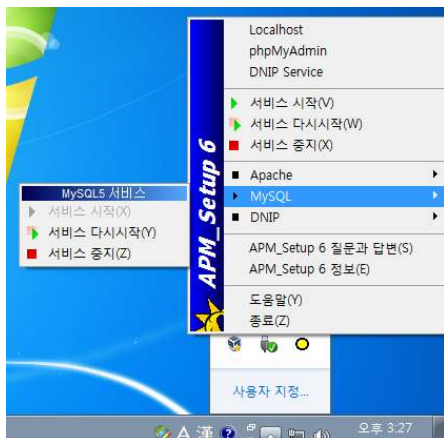 Localhost
phpMyAdmin
DNIP Service
서비스 시작(V)
서비스 다시시작(W)
서비스 중지(X)
Apache
MySQL
DNIP
APM_Setup 6 질문과 답변(S)
APM_Setup 6 정보(E)
도움말(Y)
종료(Z)
APM_Setup 6
MySQL5 서비스
서비스 시작(X)
서비스 다시시작(Y)
서비스 중지(Z)
사용자 지정...
A 漢
오후 3:27